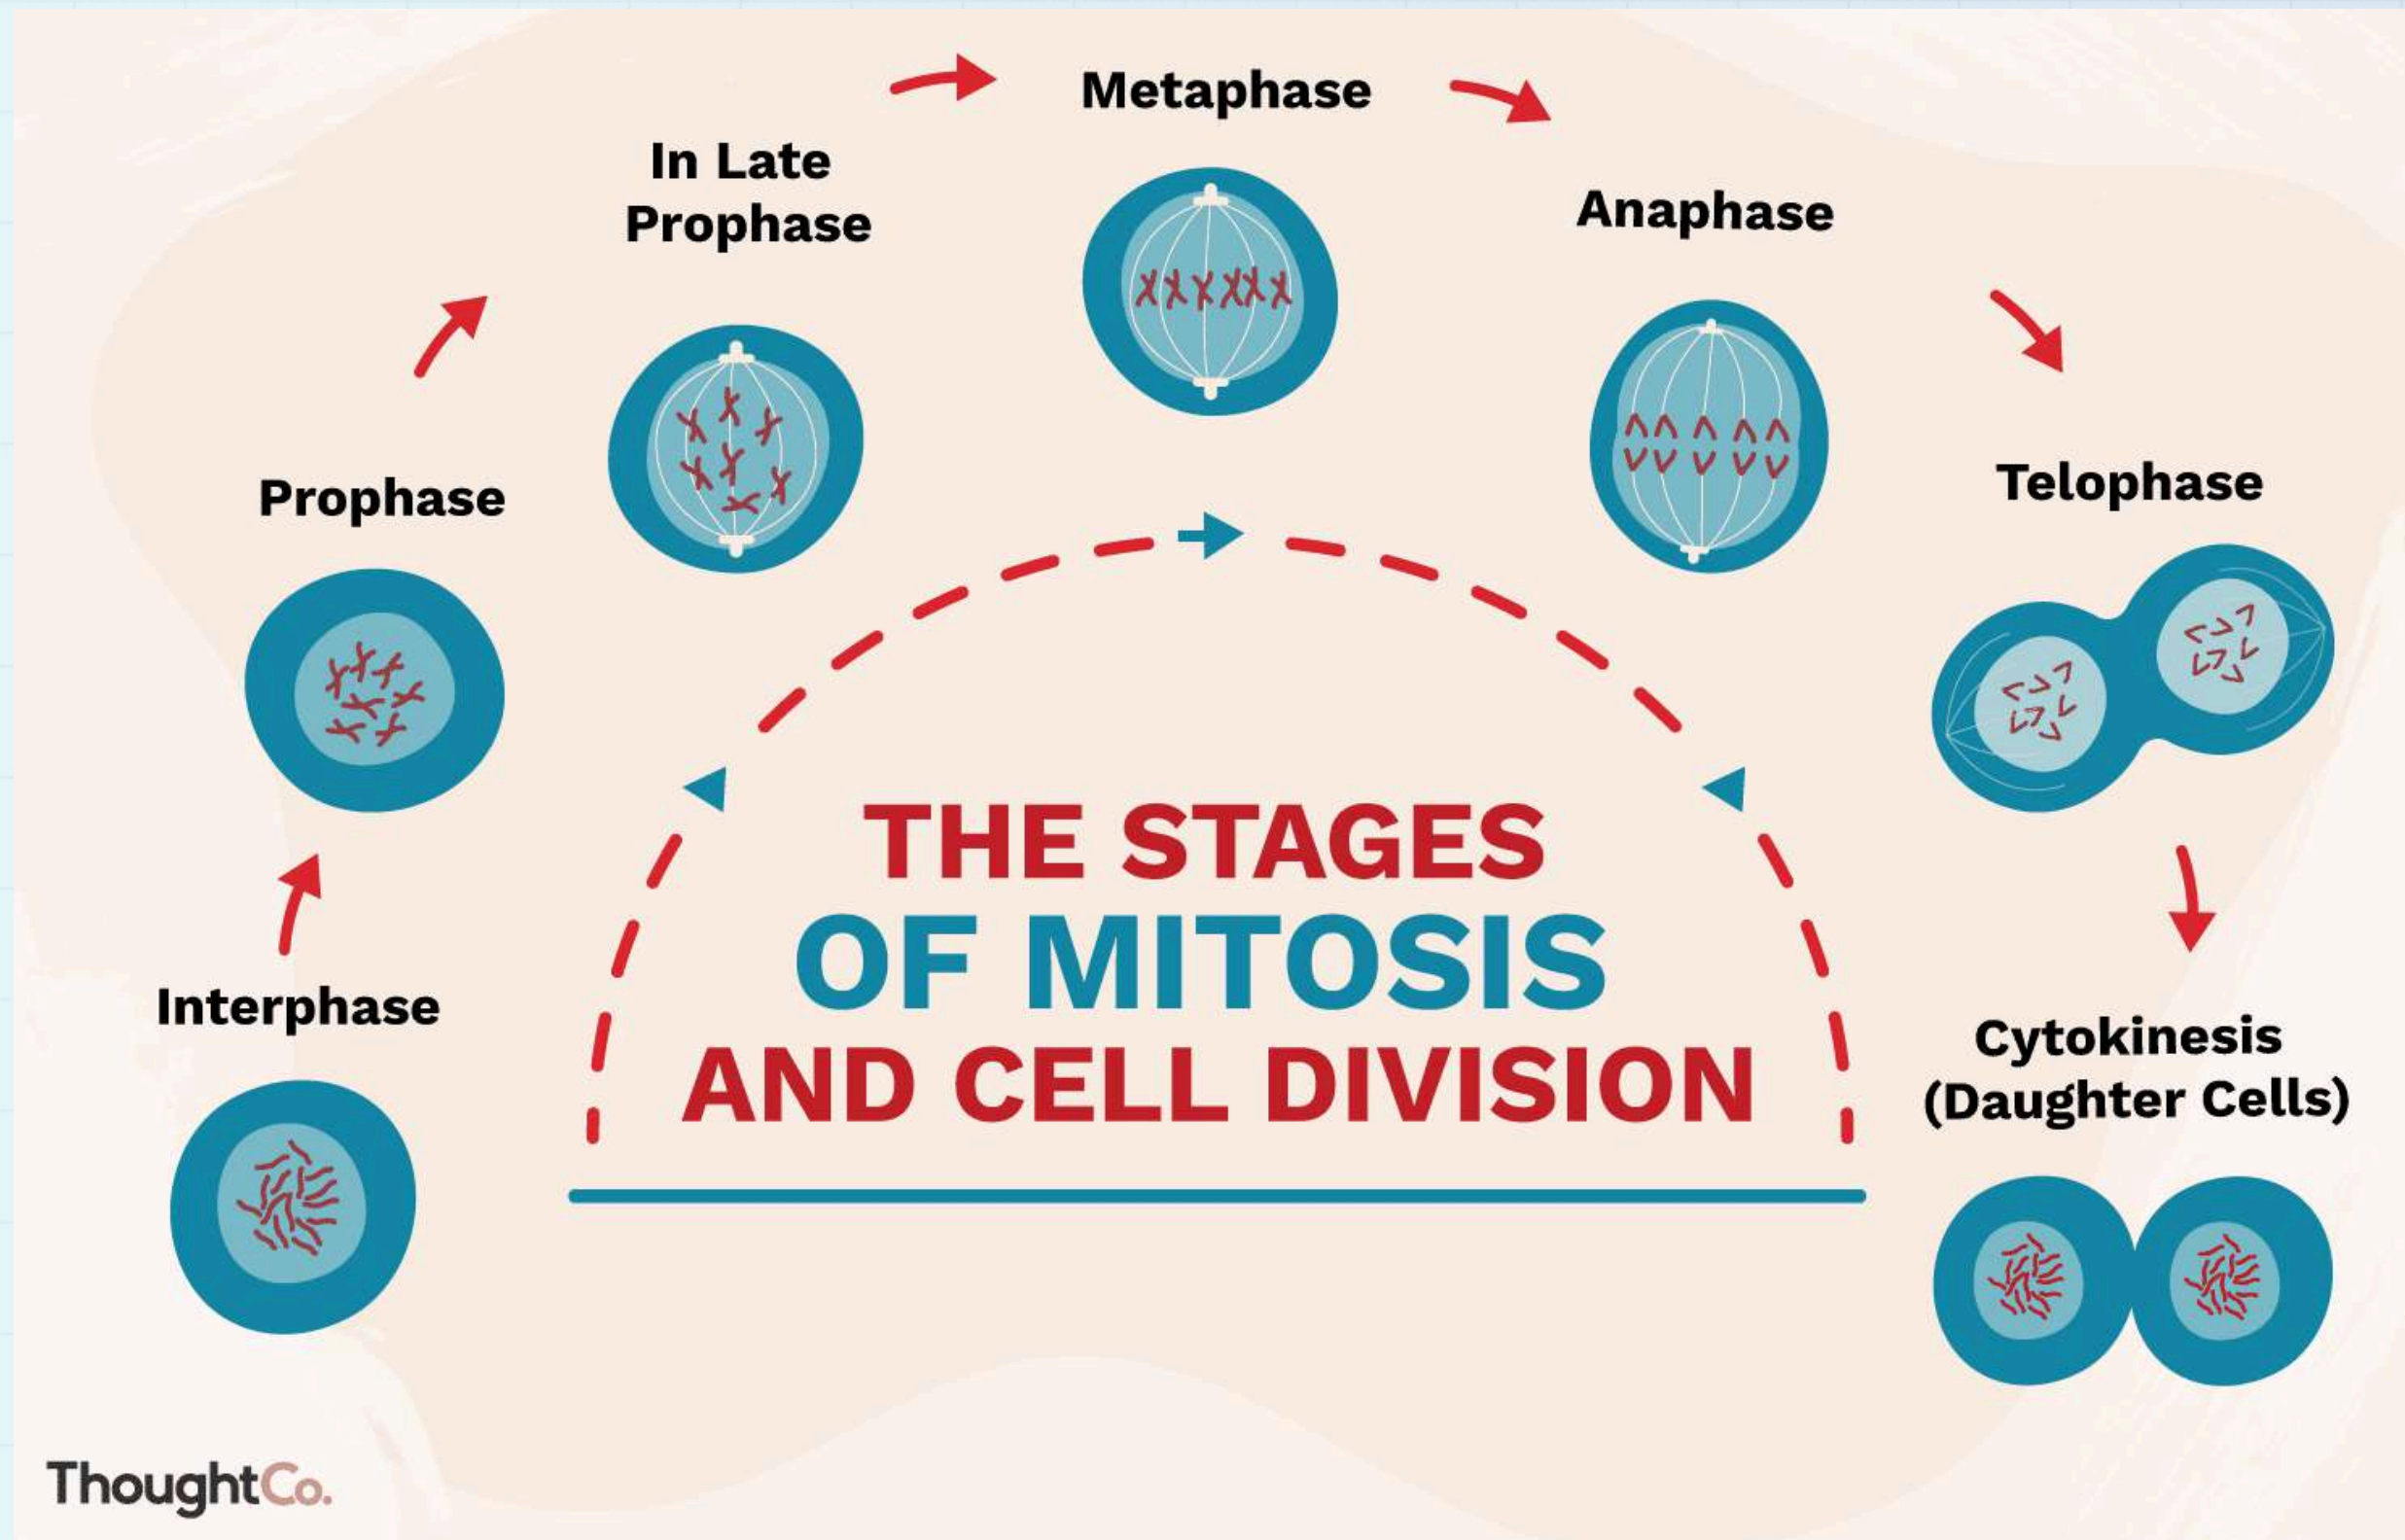 Metaphase
In Late
Prophase
Anaphase
Prophase
Telophase
THE STAGES
OF MITOSIS
AND CELL DIVISION
Interphase
Cytokinesis
(Daughter Cells)
ThoughtCo.